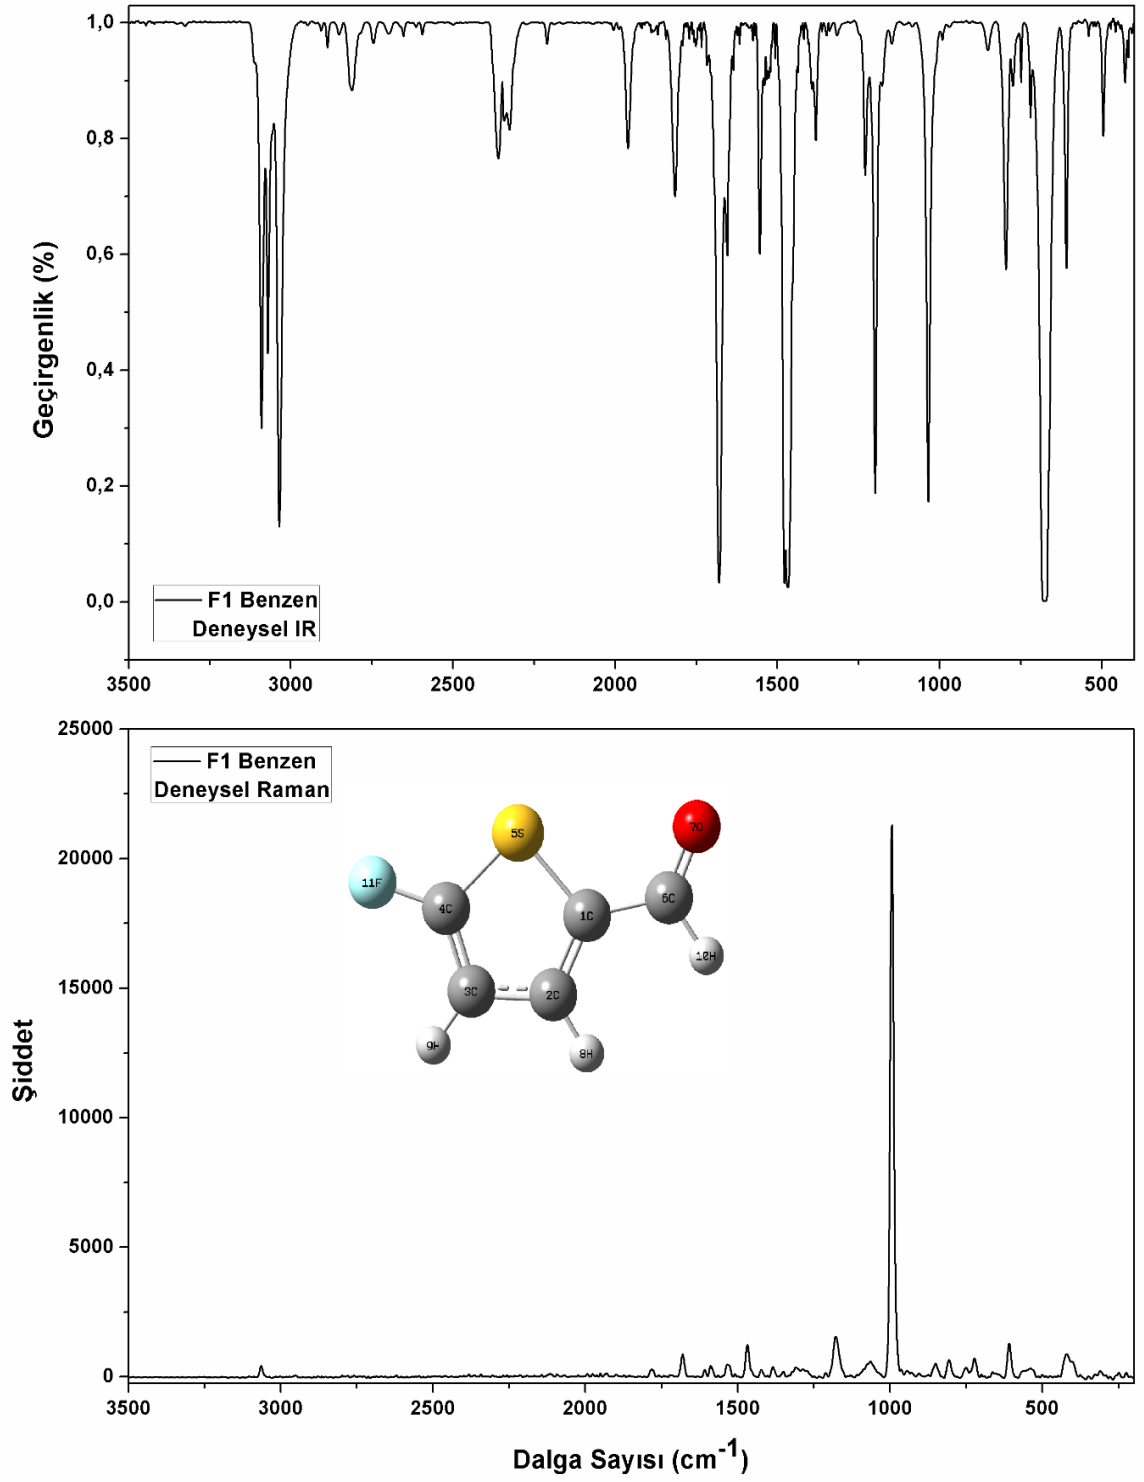 1,0
0,8
0,6
0,4
0,2
0,0
Geçirgenlik (%)
F1 Benzen
Deneysel IR
3500 3000 2500 2000 1500 1000 500
25000
20000
15000
10000
5000
0
Şiddet
F1 Benzen
Deneysel Raman
5S
7O
11F
4C
1C
6C
10H
3C
2C
9H
8H
3500 3000 2500 2000 1500 1000 500
Dalga Sayısı (cm⁻¹)